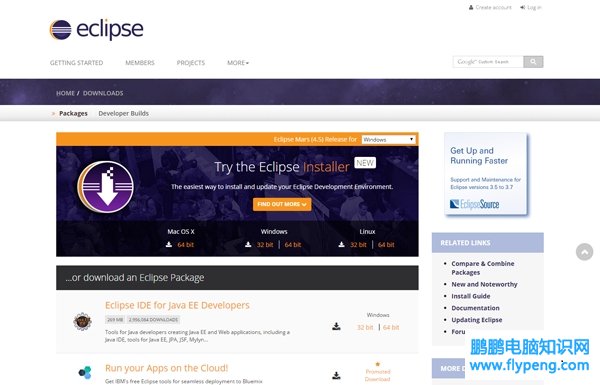 Create account Log in
eclipse
GETTING STARTED MEMBERS PROJECTS MORE
Google Custom Search
HOME / DOWNLOADS
» Packages Developer Builds
Eclipse Mars (4.5) Release for Windows
Try the Eclipse Installer NEW
The easiest way to install and update your Eclipse Development Environment.
FIND OUT MORE
Mac OS X Windows Linux
64 bit 32 bit | 64 bit 32 bit | 64 bit
Get Up and
Running Faster
Support and Maintenance for
Eclipse versions 3.5 to 3.7
EclipseSource
...or download an Eclipse Package
Eclipse IDE for Java EE Developers
269 MB 2,956,064 DOWNLOADS
Tools for Java developers creating Java EE and Web applications, including a
Java IDE, tools for Java EE, JPA, JSF, Mylyn...
Windows
32 bit | 64 bit
Run your Apps on the Cloud!
Get IBM's free Eclipse tools for seamless deployment to Bluemix
Promoted
Download
RELATED LINKS
Compare & Combine
Packages
New and Noteworthy
Install Guide
Documentation
Updating Eclipse
Foru
MORE
鹏鹏电脑知识网
www.flypeng.com